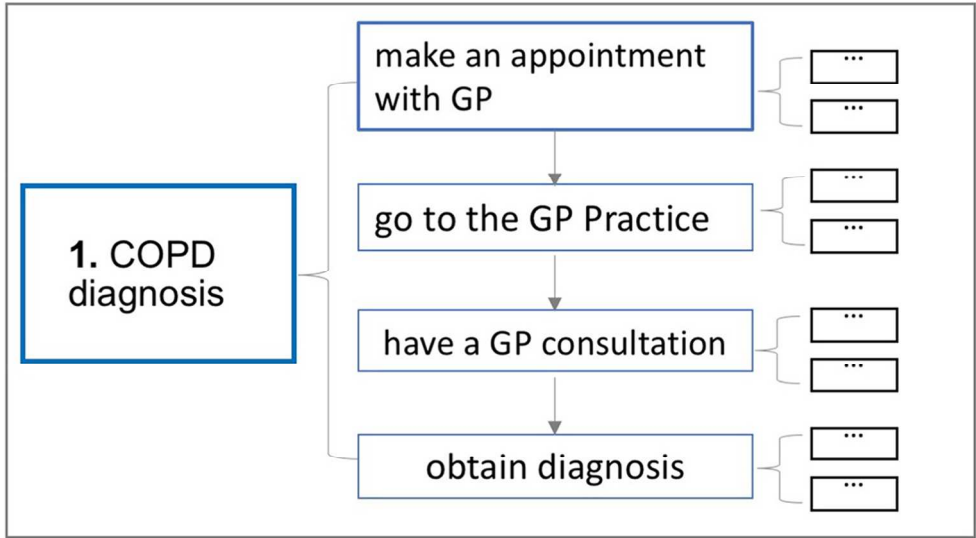 make an appointment
with GP
...
...
go to the GP Practice
...
...
1. COPD
diagnosis
have a GP consultation
...
...
obtain diagnosis
...
...